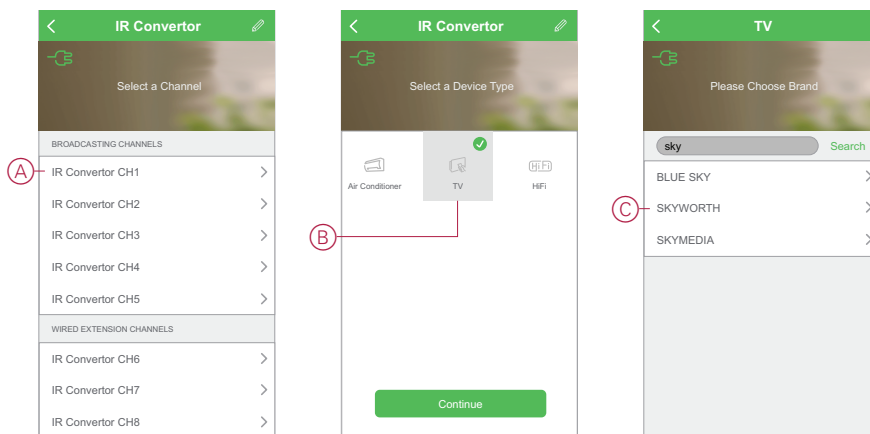 IR Convertor
Select a Channel
BROADCASTING CHANNELS
A
IR Convertor CH1
IR Convertor CH2
IR Convertor CH3
IR Convertor CH4
IR Convertor CH5
WIRED EXTENSION CHANNELS
IR Convertor CH6
IR Convertor CH7
IR Convertor CH8
IR Convertor
Select a Device Type
Air Conditioner
TV
HiFi
HiFi
B
Continue
TV
Please Choose Brand
sky
Search
BLUE SKY
C
SKYWORTH
SKYMEDIA